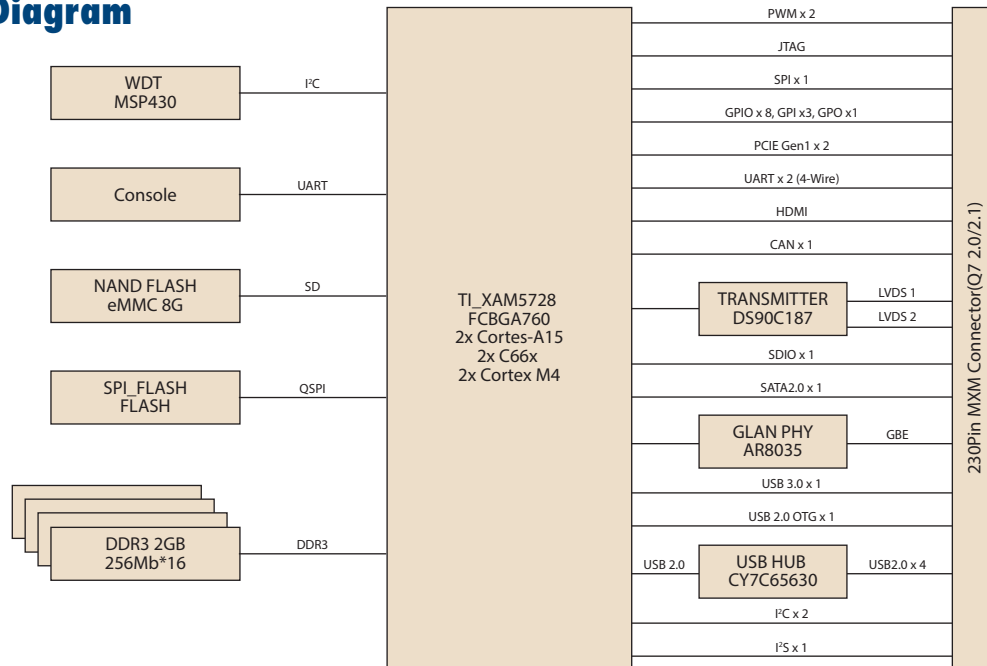 Diagram
WDT
MSP430
I²C
Console
UART
NAND FLASH
eMMC 8G
SD
SPI_FLASH
FLASH
QSPI
DDR3 2GB
256Mb*16
DDR3
TI_XAM5728
FCBGA760
2x Cortes-A15
2x C66x
2x Cortex M4
PWM x 2
JTAG
SPI x 1
GPIO x 8, GPI x3, GPO x1
PCIE Gen1 x 2
UART x 2 (4-Wire)
HDMI
CAN x 1
TRANSMITTER
DS90C187
LVDS 1
LVDS 2
SDIO x 1
SATA2.0 x 1
GLAN PHY
AR8035
GBE
USB 3.0 x 1
USB 2.0 OTG x 1
USB 2.0
USB HUB
CY7C65630
USB2.0 x 4
I²C x 2
I²S x 1
230Pin MXM Connector(Q7 2.0/2.1)